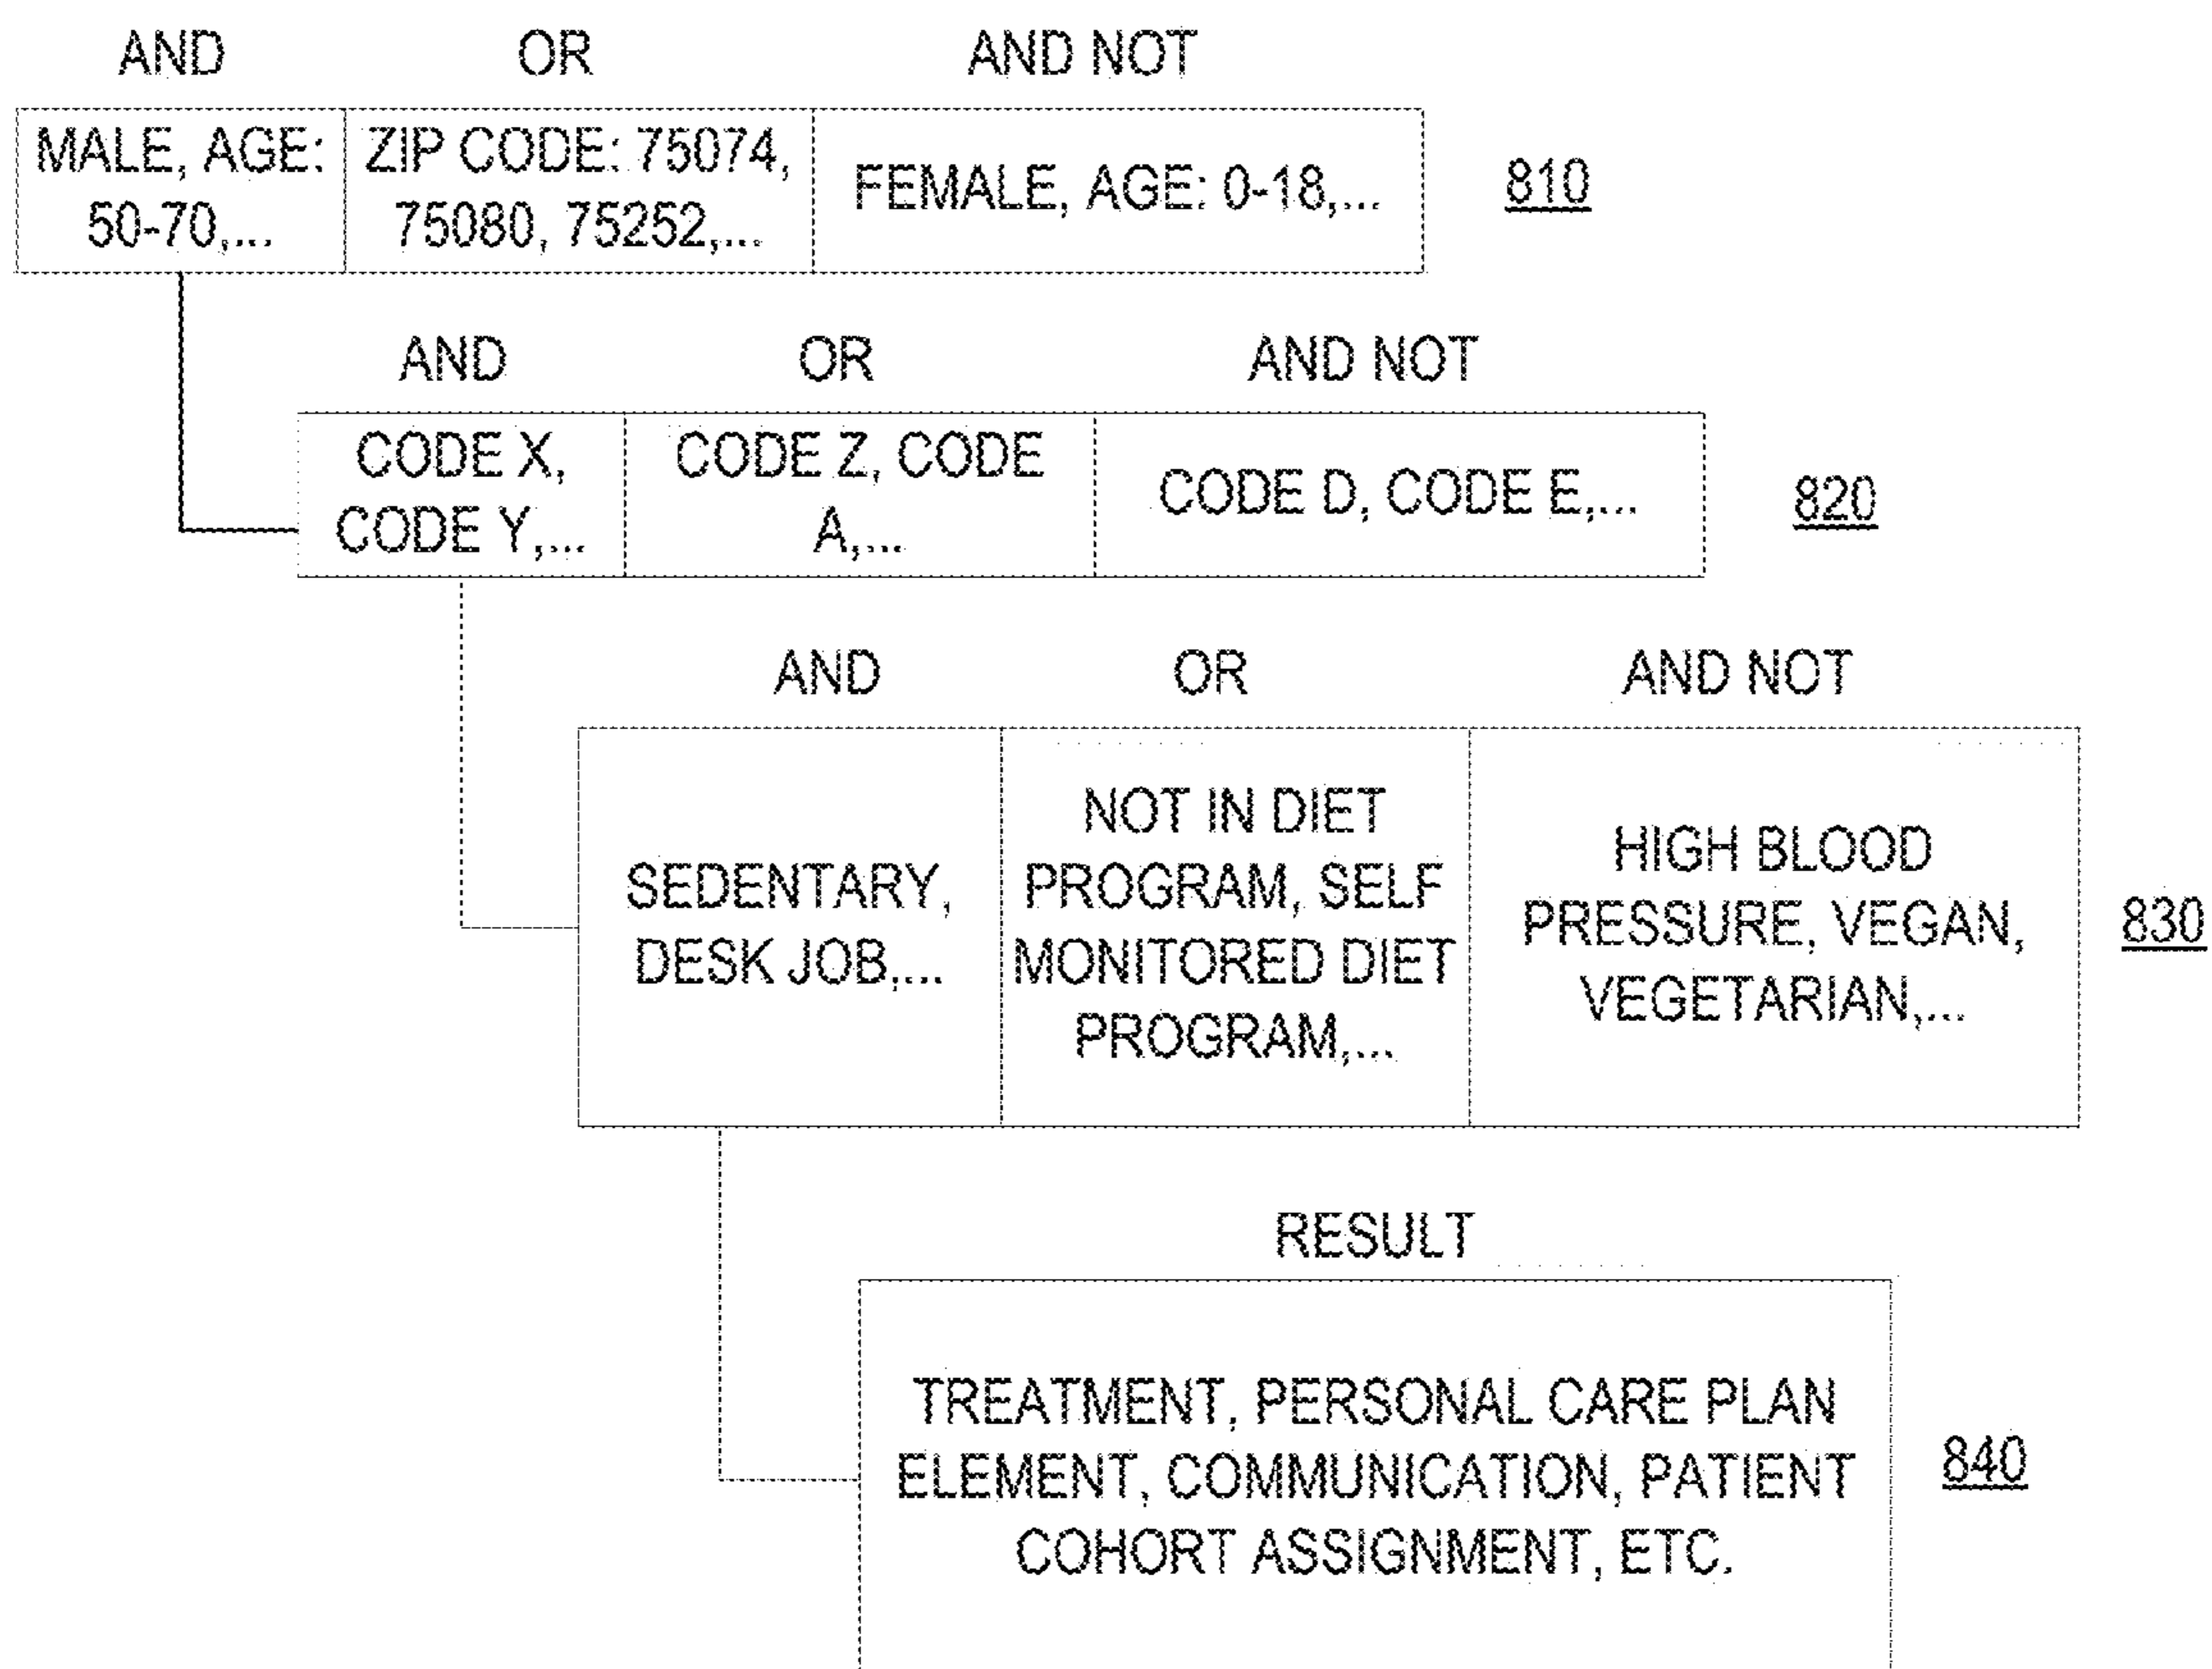 AND OR AND NOT
MALE, AGE: 50-70,...
ZIP CODE: 75074, 75080, 75252,...
FEMALE, AGE: 0-18,...
810
AND OR AND NOT
CODE X,
CODE Y,...
CODE Z, CODE
A,...
CODE D, CODE E,...
820
AND OR AND NOT
SEDENTARY,
DESK JOB,...
NOT IN DIET
PROGRAM, SELF
MONITORED DIET
PROGRAM,...
HIGH BLOOD
PRESSURE, VEGAN,
VEGETARIAN,...
830
RESULT
TREATMENT, PERSONAL CARE PLAN
ELEMENT, COMMUNICATION, PATIENT
COHORT ASSIGNMENT, ETC.
840